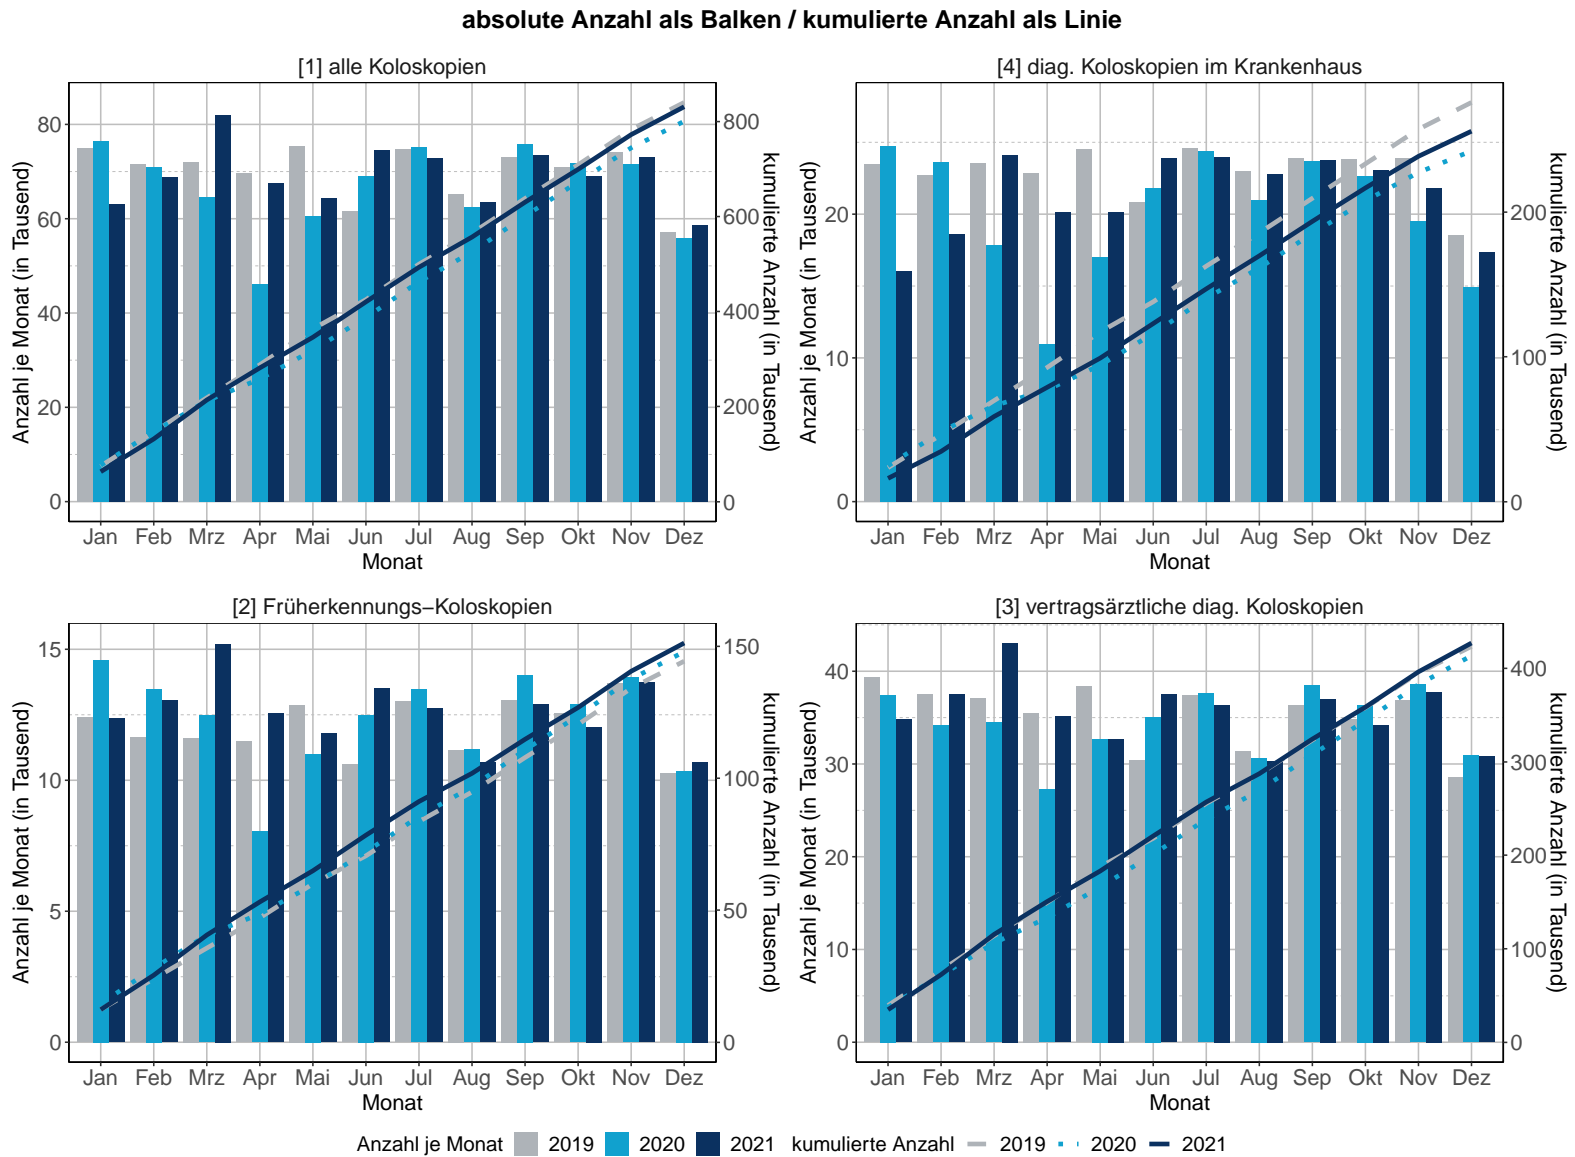 absolute Anzahl als Balken / kumulierte Anzahl als Linie
[1] alle Koloskopien
Anzahl je Monat (in Tausend)
80
60
40
20
0
800
600
400
200
0
kumulierte Anzahl (in Tausend)
Jan Feb Mrz Apr Mai Jun Jul Aug Sep Okt Nov Dez
Monat
[4] diag. Koloskopien im Krankenhaus
Anzahl je Monat (in Tausend)
20
10
0
200
100
0
kumulierte Anzahl (in Tausend)
Jan Feb Mrz Apr Mai Jun Jul Aug Sep Okt Nov Dez
Monat
[2] Früherkennungs−Koloskopien
Anzahl je Monat (in Tausend)
15
10
5
0
150
100
50
0
kumulierte Anzahl (in Tausend)
Jan Feb Mrz Apr Mai Jun Jul Aug Sep Okt Nov Dez
Monat
[3] vertragsärztliche diag. Koloskopien
Anzahl je Monat (in Tausend)
40
30
20
10
0
400
300
200
100
0
kumulierte Anzahl (in Tausend)
Jan Feb Mrz Apr Mai Jun Jul Aug Sep Okt Nov Dez
Monat
Anzahl je Monat 2019 2020 2021 kumulierte Anzahl 2019 2020 2021